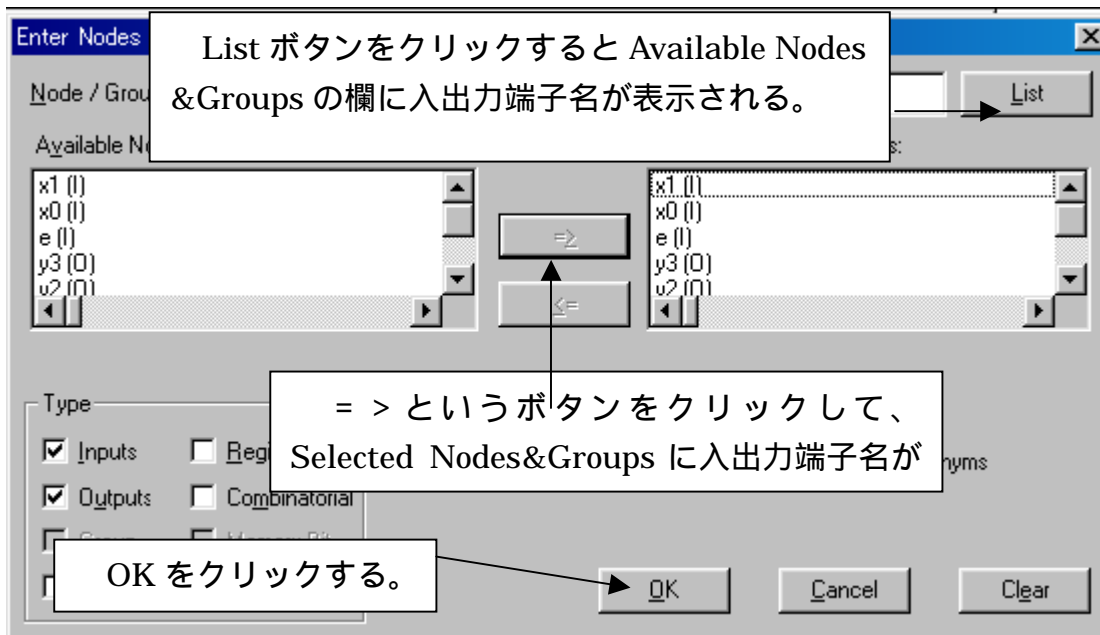 Enter Nodes
List ボタンをクリックすると Available Nodes
&Groups の欄に入出力端子名が表示される。
Node / Grou
List
Available N
s:
x1 (I)
x0 (I)
e (I)
y3 (O)
y2 (O)
=>
<=
x1 (I)
x0 (I)
e (I)
y3 (O)
y2 (O)
= > というボタンをクリックして、
Selected Nodes&Groups に入出力端子名が
Type
Inputs
Regi
nyms
Outputs
Combinatorial
OK をクリックする。
OK
Cancel
Clear